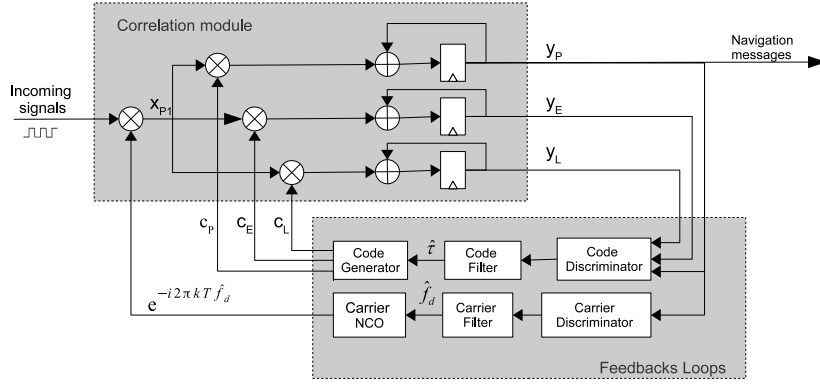 Correlation module
y_P
Navigation
messages
Incoming
signals
x_P1
y_E
y_L
c_P
c_E
c_L
Code
Generator
τ̂
Code
Filter
Code
Discriminator
e^{-i2πkT f̂_d}
Carrier
NCO
f̂_d
Carrier
Filter
Carrier
Discriminator
Feedbacks Loops